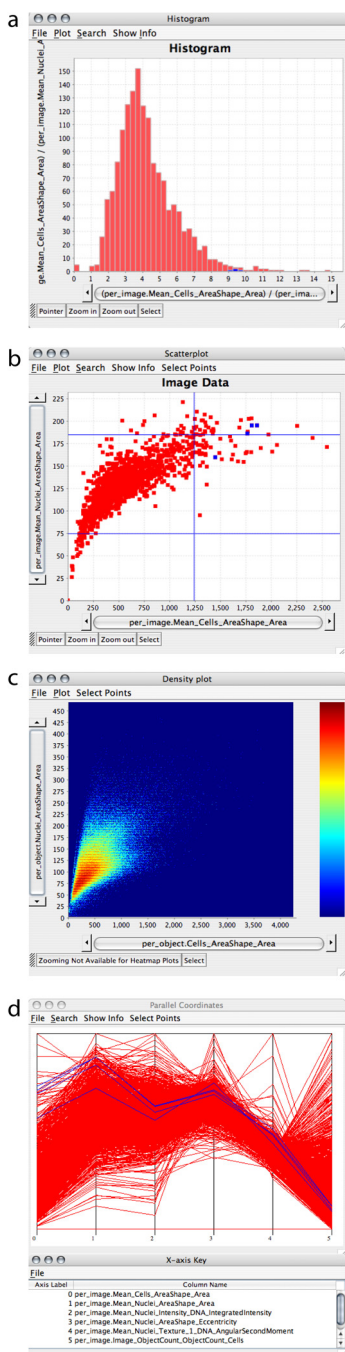 a
Histogram
File Plot Search Show Info
Histogram
ge.Mean_Cells_AreaShape_Area) / (per_image.Mean_Nuclei_A
150
140
130
120
110
100
90
80
70
60
50
40
30
20
10
0
0 1 2 3 4 5 6 7 8 9 10 11 12 13 14 15
(per_image.Mean_Cells_AreaShape_Area) / (per_ima...
Pointer Zoom in Zoom out Select
b
Scatterplot
File Plot Search Show Info Select Points
Image Data
per_image.Mean_Nuclei_AreaShape_Area
225
200
175
150
125
100
75
50
25
0
0 250 500 750 1,000 1,250 1,500 1,750 2,000 2,250 2,500
per_image.Mean_Cells_AreaShape_Area
Pointer Zoom in Zoom out Select
c
Density plot
File Plot Select Points
per_object.Nuclei_AreaShape_Area
450
425
400
375
350
325
300
275
250
225
200
175
150
125
100
75
50
25
0
0 500 1,000 1,500 2,000 2,500 3,000 3,500 4,000
per_object.Cells_AreaShape_Area
Zooming Not Available for Heatmap Plots Select
d
Parallel Coordinates
File Search Show Info Select Points
0 1 2 3 4 5
X-axis Key
File
Axis Label Column Name
0 per_image.Mean_Cells_AreaShape_Area
1 per_image.Mean_Nuclei_AreaShape_Area
2 per_image.Mean_Nuclei_Intensity_DNA_IntegratedIntensity
3 per_image.Mean_Nuclei_AreaShape_Eccentricity
4 per_image.Mean_Nuclei_Texture_1_DNA_AngularSecondMoment
5 per_image.Image_ObjectCount_ObjectCount_Cells